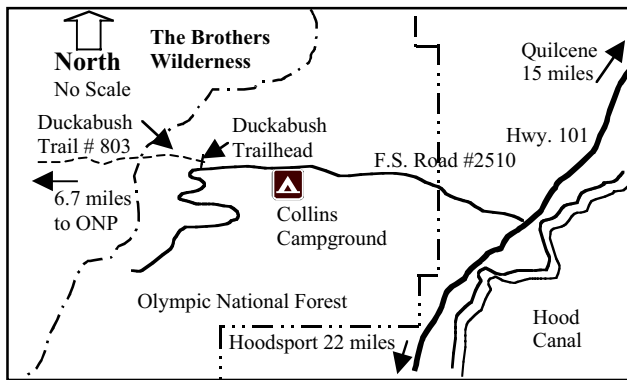 North
No Scale
The Brothers
Wilderness
Quilcene
15 miles
Duckabush
Trail # 803
Duckabush
Trailhead
Hwy. 101
F.S. Road #2510
6.7 miles
to ONP
Collins
Campground
Olympic National Forest
Hoodsport 22 miles
Hood
Canal